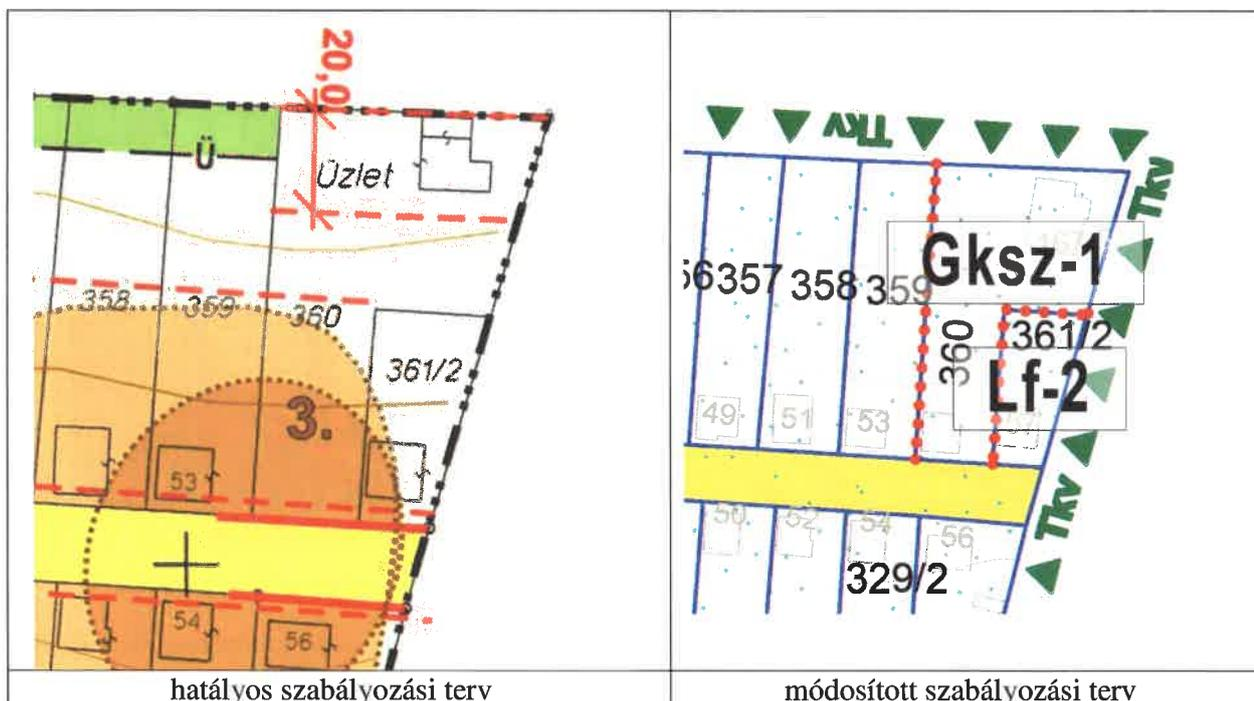 20,0
Ü
Üzlet
358
359
360
361/2
3.
53
54
56
hatályos szabályozási terv
Tkv
Tkv
Gksz-1
357
358
359
360
361/2
Lf-2
49
51
53
Tkv
50
52
54
56
329/2
módosított szabályozási terv